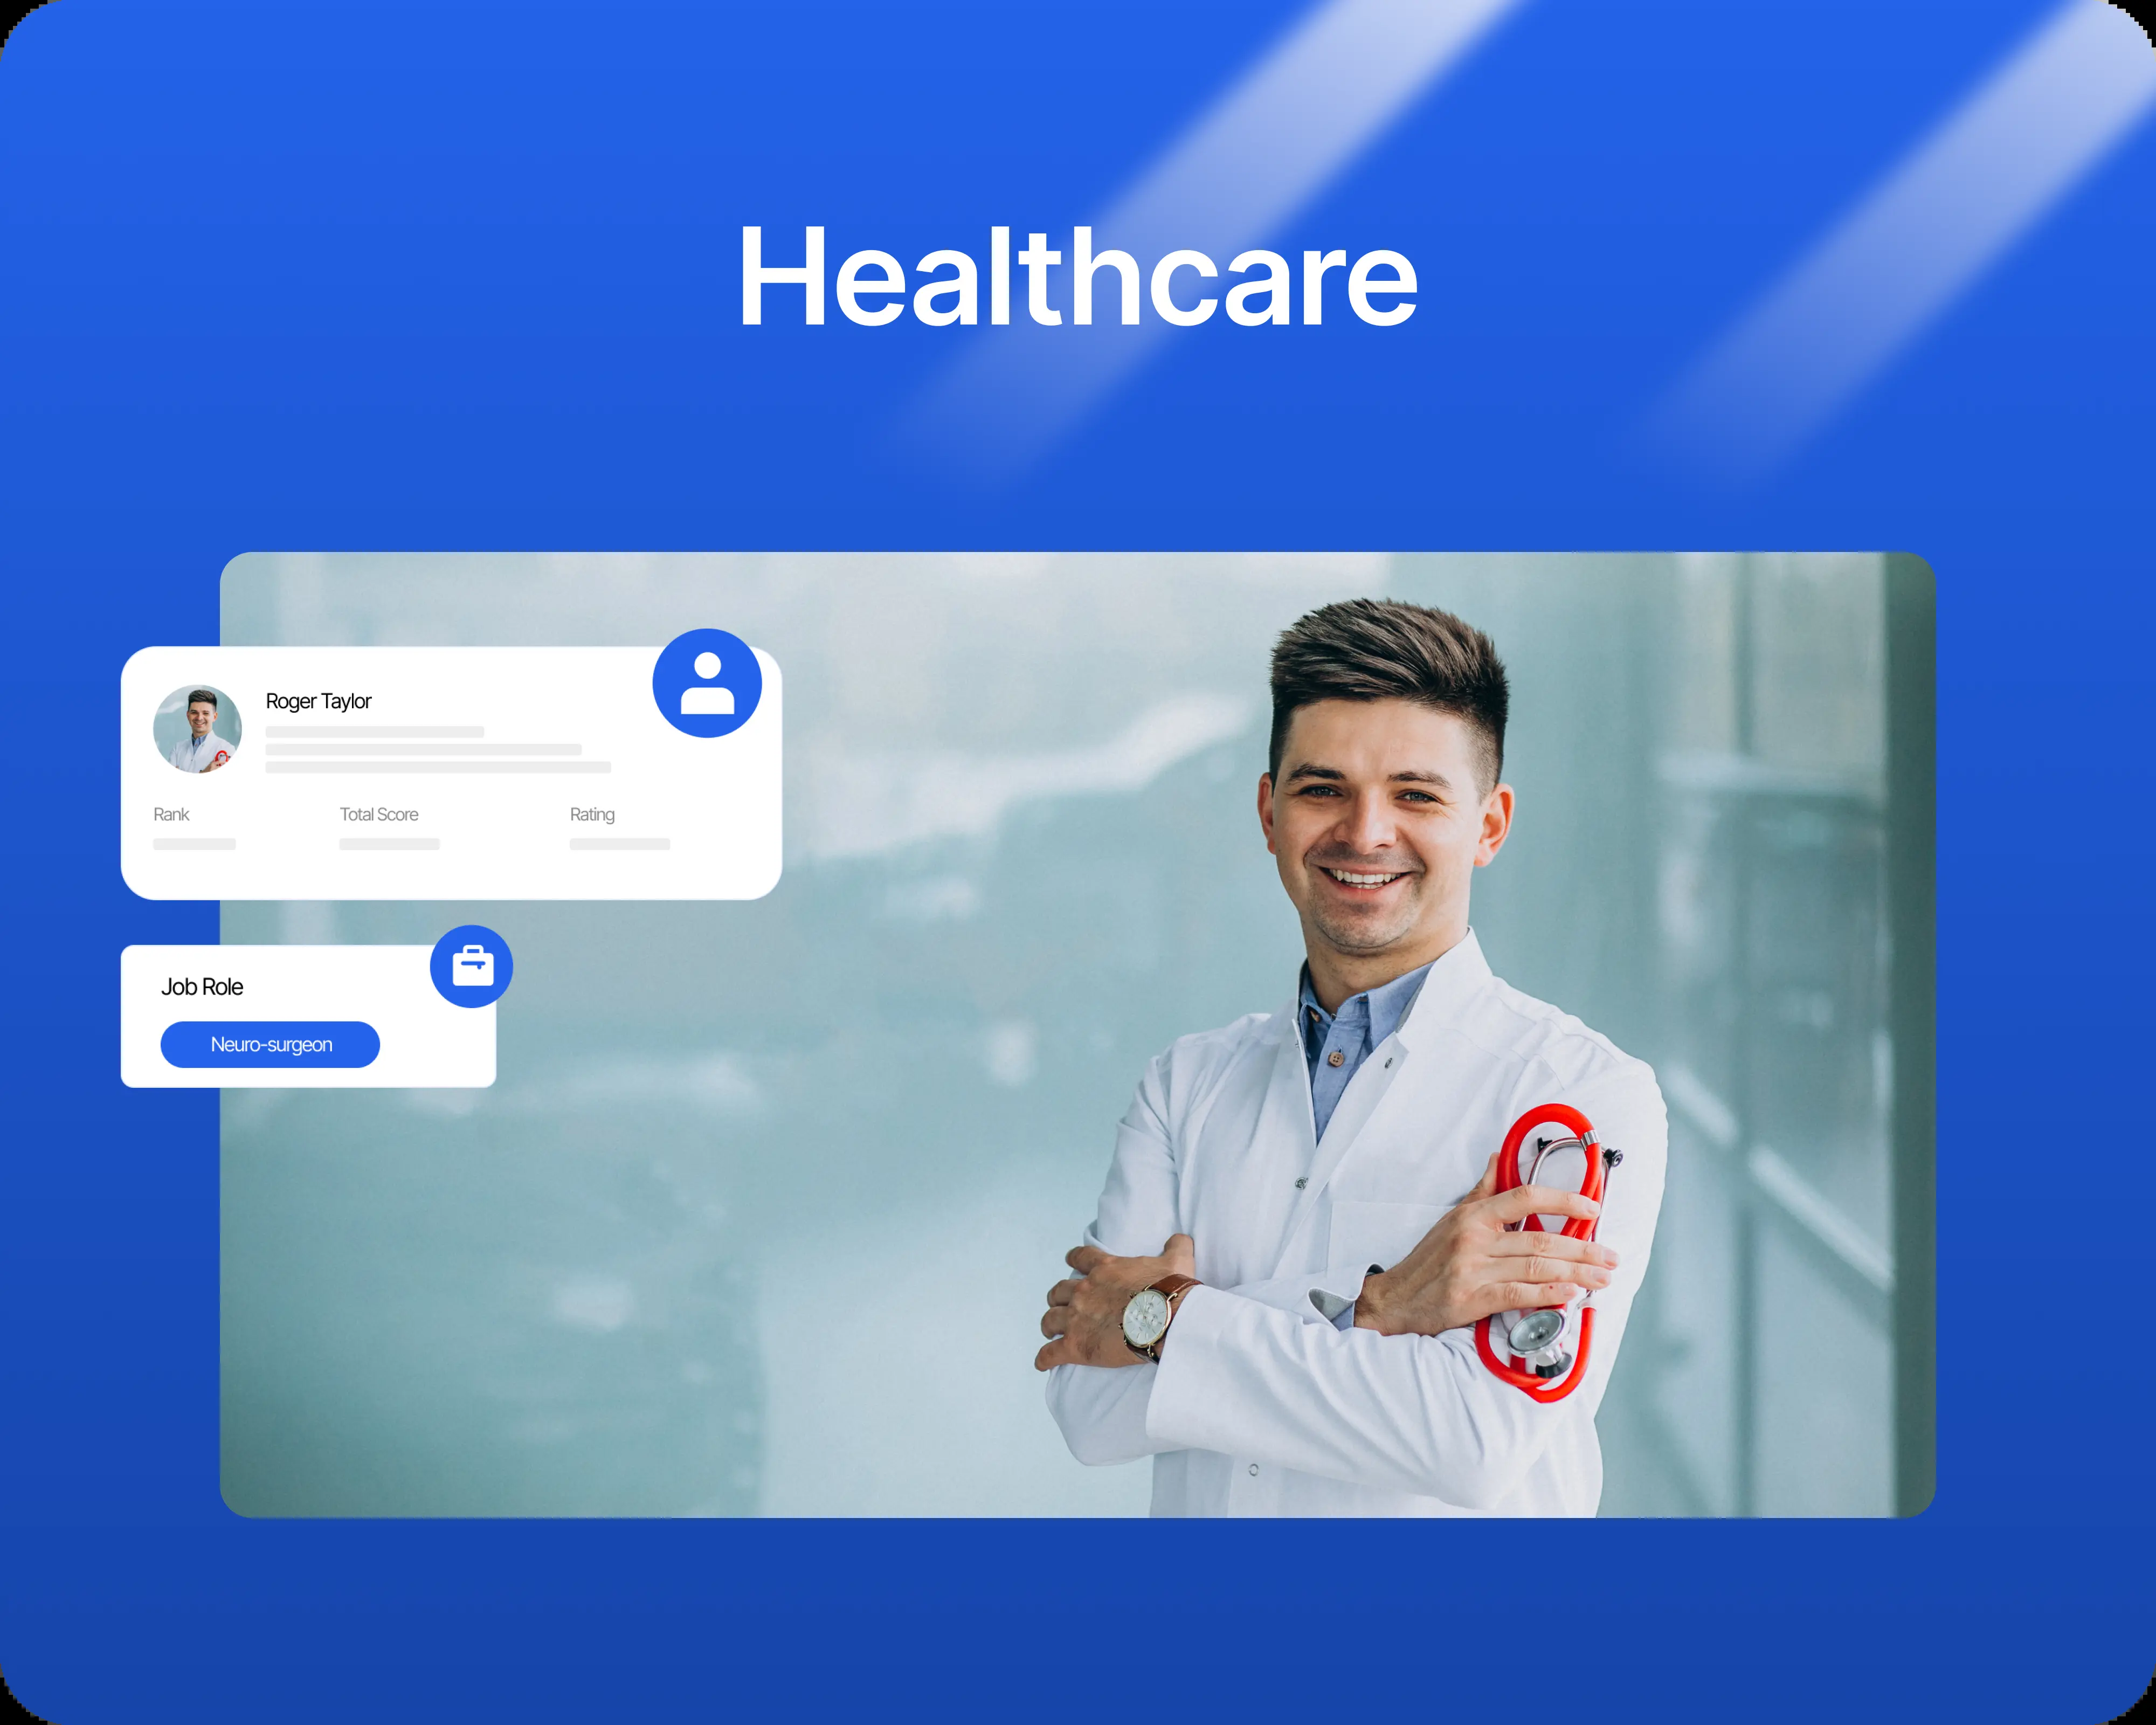 Healthcare
Roger Taylor
Rank
Total Score
Rating
Job Role
Neuro-surgeon